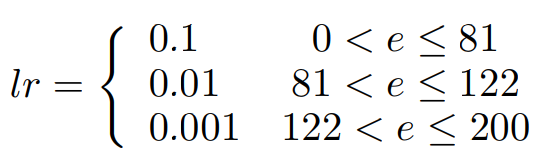 0.1 0 < e ≤ 81
lr = { 0.01 81 < e ≤ 122
0.001 122 < e ≤ 200